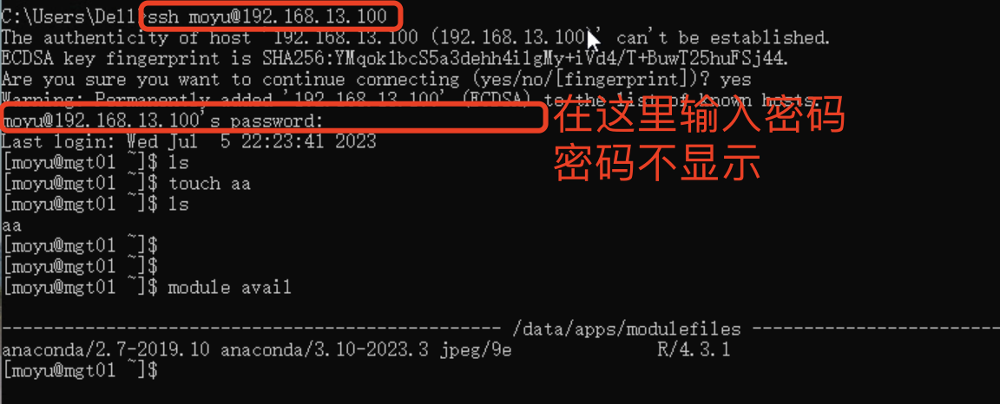 C:\Users\Dell>ssh moyu@192.168.13.100
The authenticity of host '192.168.13.100 (192.168.13.100)' can't be established.
ECDSA key fingerprint is SHA256:YMqok1bcS5a3dehh4i1gMy+iVd4/T+BuwT25huFSj44.
Are you sure you want to continue connecting (yes/no/[fingerprint])? yes
Warning: Permanently added '192.168.13.100' (ECDSA) to the list of known hosts.
moyu@192.168.13.100's password:
在这里输入密码
密码不显示
Last login: Wed Jul  5 22:23:41 2023
[moyu@mgt01 ~]$ ls
[moyu@mgt01 ~]$ touch aa
[moyu@mgt01 ~]$ ls
aa
[moyu@mgt01 ~]$
[moyu@mgt01 ~]$
[moyu@mgt01 ~]$ module avail
------------------------------------------------ /data/apps/modulefiles ------------------------
anaconda/2.7-2019.10 anaconda/3.10-2023.3 jpeg/9e R/4.3.1
[moyu@mgt01 ~]$